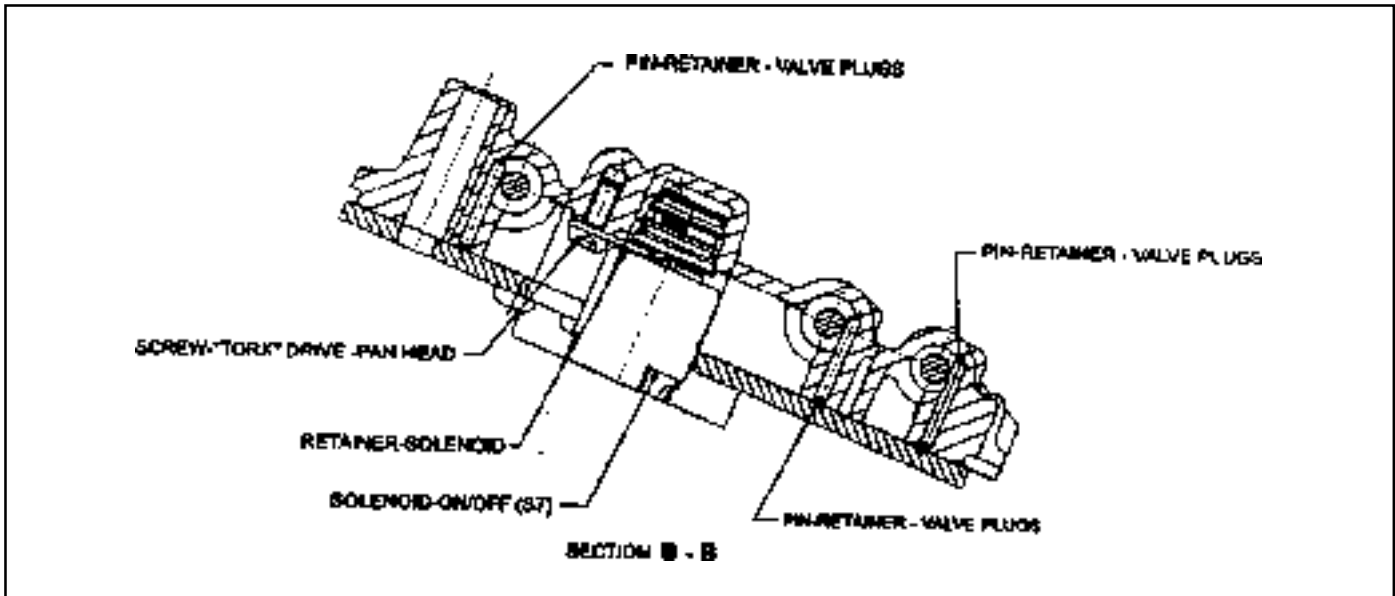 PIN-RETAINER - VALVE PLUGS
PIN-RETAINER - VALVE PLUGS
SCREW-"TORX" DRIVE -PAN HEAD
RETAINER-SOLENOID
SOLENOID-ON/OFF (S7)
PIN-RETAINER - VALVE PLUGS
SECTION B - B